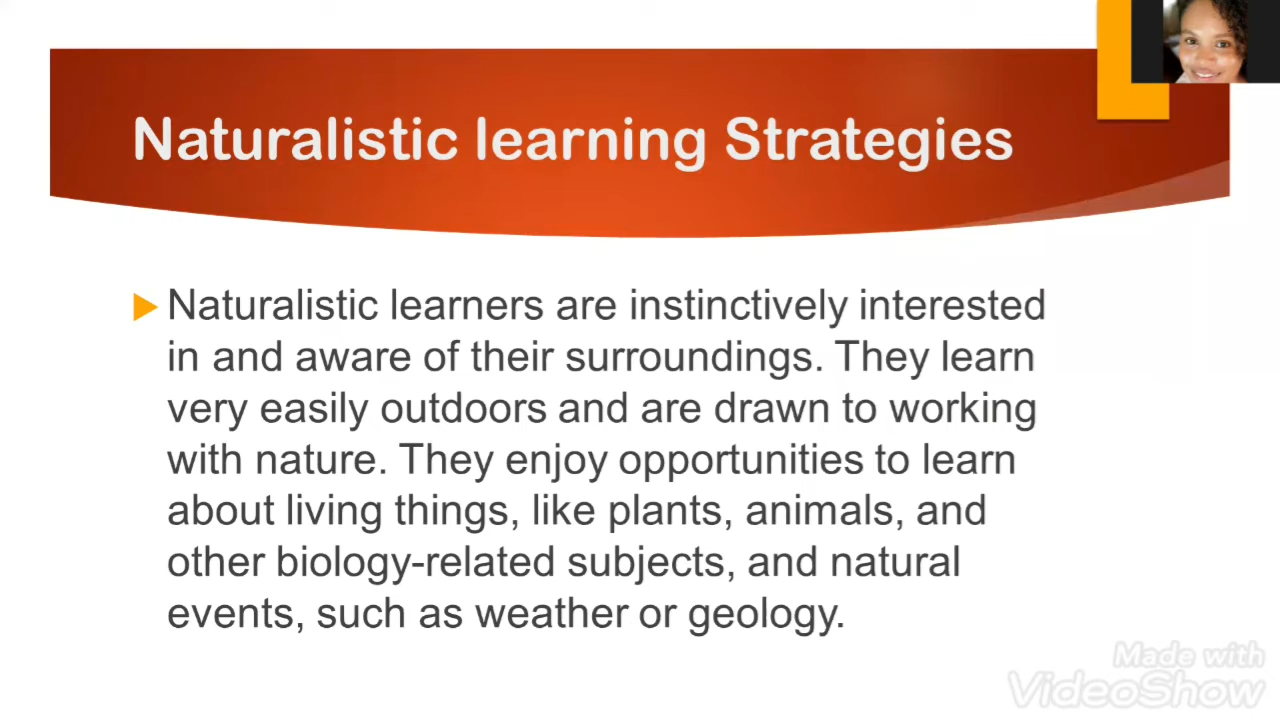 Naturalistic learning Strategies
Naturalistic learners are instinctively interested
in and aware of their surroundings. They learn
very easily outdoors and are drawn to working
with nature. They enjoy opportunities to learn
about living things, like plants, animals, and
other biology-related subjects, and natural
events, such as weather or geology.
Made with
VideoShow